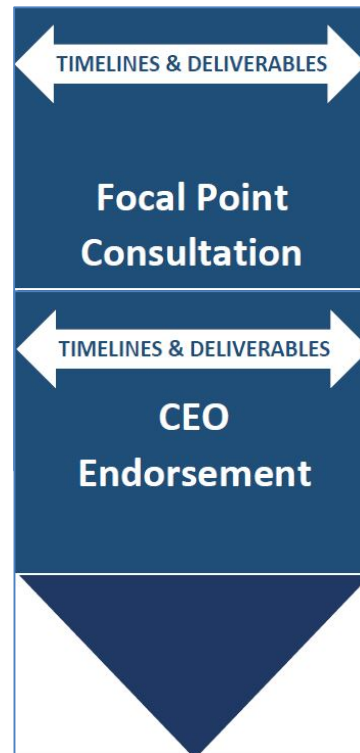 TIMELINES & DELIVERABLES
Focal Point
Consultation
TIMELINES & DELIVERABLES
CEO
Endorsement